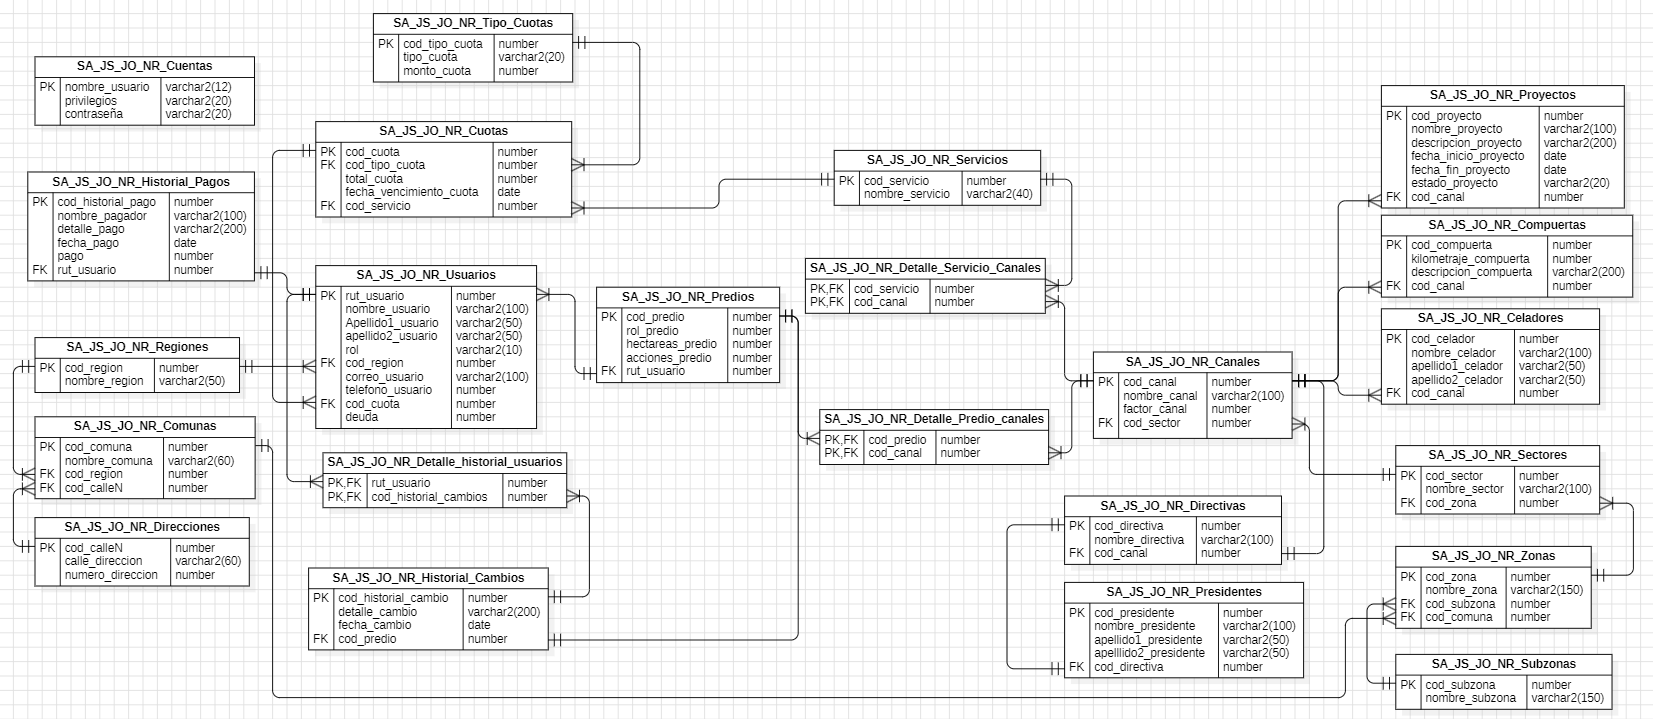 SA_JS_JO_NR_Tipo_Cuotas
PK cod_tipo_cuota number
tipo_cuota varchar2(20)
monto_cuota number
SA_JS_JO_NR_Cuentas
PK nombre_usuario varchar2(12)
privilegios varchar2(20)
contraseña varchar2(20)
SA_JS_JO_NR_Cuotas
PK cod_cuota number
FK cod_tipo_cuota number
total_cuota number
fecha_vencimiento_cuota date
FK cod_servicio number
SA_JS_JO_NR_Historial_Pagos
PK cod_historial_pago number
nombre_pagador varchar2(100)
detalle_pago varchar2(200)
fecha_pago date
pago number
FK rut_usuario number
SA_JS_JO_NR_Usuarios
PK rut_usuario number
nombre_usuario varchar2(100)
Apellido1_usuario varchar2(50)
apellido2_usuario varchar2(50)
rol varchar2(10)
FK cod_region number
correo_usuario varchar2(100)
telefono_usuario number
FK cod_cuota number
deuda number
SA_JS_JO_NR_Regiones
PK cod_region number
nombre_region varchar2(50)
SA_JS_JO_NR_Comunas
PK cod_comuna number
nombre_comuna varchar2(60)
FK cod_region number
FK cod_calleN number
SA_JS_JO_NR_Direcciones
PK cod_calleN number
calle_direccion varchar2(60)
numero_direccion number
SA_JS_JO_NR_Detalle_historial_usuarios
PK,FK rut_usuario number
PK,FK cod_historial_cambios number
SA_JS_JO_NR_Historial_Cambios
PK cod_historial_cambio number
detalle_cambio varchar2(200)
fecha_cambio date
FK cod_predio number
SA_JS_JO_NR_Predios
PK cod_predio number
rol_predio number
hectareas_predio number
acciones_predio number
FK rut_usuario number
SA_JS_JO_NR_Servicios
PK cod_servicio number
nombre_servicio varchar2(40)
SA_JS_JO_NR_Detalle_Servicio_Canales
PK,FK cod_servicio number
PK,FK cod_canal number
SA_JS_JO_NR_Detalle_Predio_canales
PK,FK cod_predio number
PK,FK cod_canal number
SA_JS_JO_NR_Canales
PK cod_canal number
nombre_canal varchar2(100)
factor_canal number
FK cod_sector number
SA_JS_JO_NR_Directivas
PK cod_directiva number
nombre_directiva varchar2(100)
FK cod_canal number
SA_JS_JO_NR_Presidentes
PK cod_presidente number
nombre_presidente varchar2(100)
apellido1_presidente varchar2(50)
apelllido2_presidente varchar2(50)
FK cod_directiva number
SA_JS_JO_NR_Proyectos
PK cod_proyecto number
nombre_proyecto varchar2(100)
descripcion_proyecto varchar2(200)
fecha_inicio_proyecto date
fecha_fin_proyecto date
estado_proyecto varchar2(20)
FK cod_canal number
SA_JS_JO_NR_Compuertas
PK cod_compuerta number
kilometraje_compuerta number
descripcion_compuerta varchar2(200)
FK cod_canal number
SA_JS_JO_NR_Celadores
PK cod_celador number
nombre_celador varchar2(100)
apellido1_celador varchar2(50)
apellido2_celador varchar2(50)
FK cod_canal number
SA_JS_JO_NR_Sectores
PK cod_sector number
nombre_sector varchar2(100)
FK cod_zona number
SA_JS_JO_NR_Zonas
PK cod_zona number
nombre_zona varchar2(150)
FK cod_subzona number
FK cod_comuna number
SA_JS_JO_NR_Subzonas
PK cod_subzona number
nombre_subzona varchar2(150)